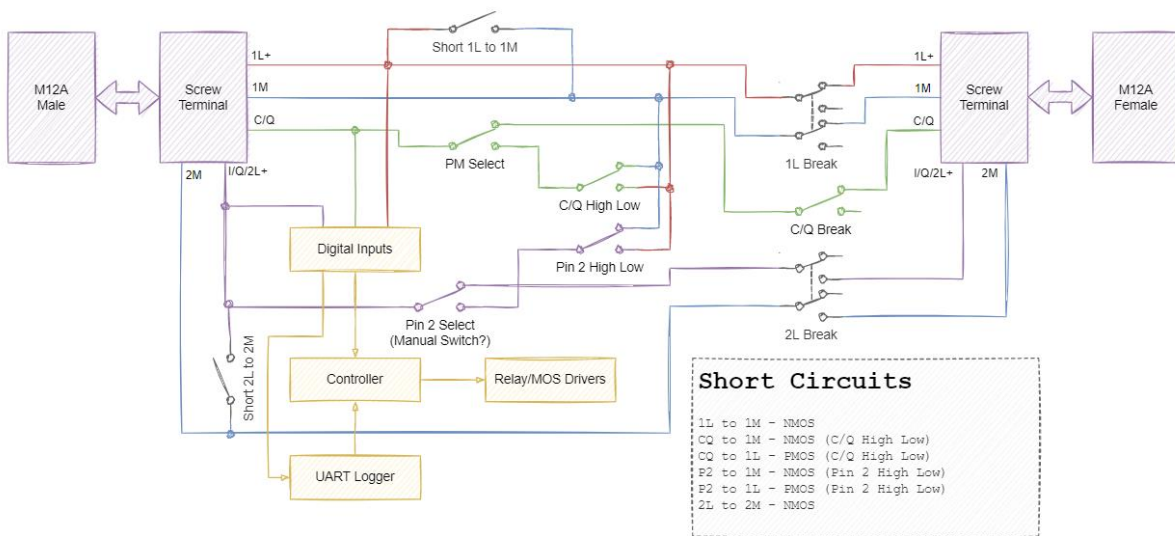 M12A
Male
Screw
Terminal
1L+
1M
C/Q
2M
I/Q/2L+
Short 1L to 1M
PM Select
C/Q High Low
Pin 2 High Low
Digital Inputs
Pin 2 Select
(Manual Switch?)
Short 2L to 2M
Controller
Relay/MOS Drivers
UART Logger
1L Break
C/Q Break
2L Break
1L+
1M
C/Q
I/Q/2L+
2M
Screw
Terminal
M12A
Female
Short Circuits
1L to 1M - NMOS
CQ to 1M - NMOS (C/Q High Low)
CQ to 1L - PMOS (C/Q High Low)
P2 to 1M - NMOS (Pin 2 High Low)
P2 to 1L - PMOS (Pin 2 High Low)
2L to 2M - NMOS